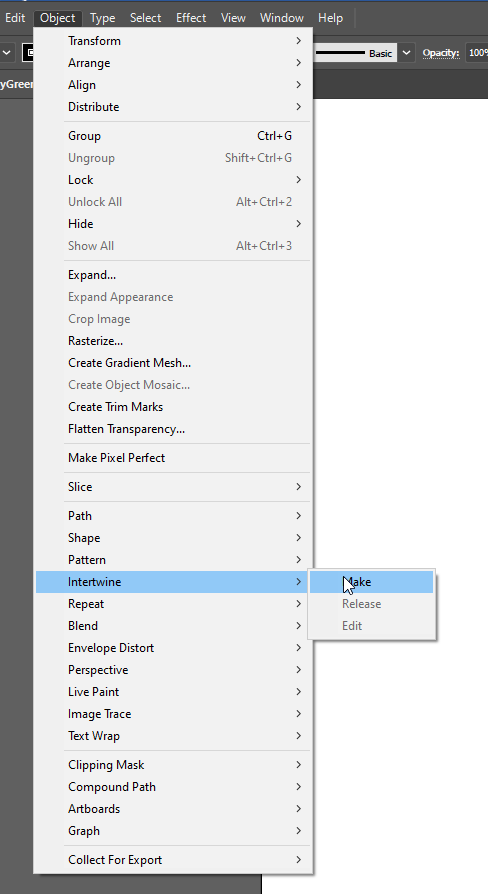 Edit Object Type Select Effect View Window Help
Basic Opacity: 100%
Transform
Arrange
Align
Distribute
Group Ctrl+G
Ungroup Shift+Ctrl+G
Lock
Unlock All Alt+Ctrl+2
Hide
Show All Alt+Ctrl+3
Expand...
Expand Appearance
Crop Image
Rasterize...
Create Gradient Mesh...
Create Object Mosaic...
Create Trim Marks
Flatten Transparency...
Make Pixel Perfect
Slice
Path
Shape
Pattern
Intertwine
Make
Repeat
Release
Blend
Edit
Envelope Distort
Perspective
Live Paint
Image Trace
Text Wrap
Clipping Mask
Compound Path
Artboards
Graph
Collect For Export